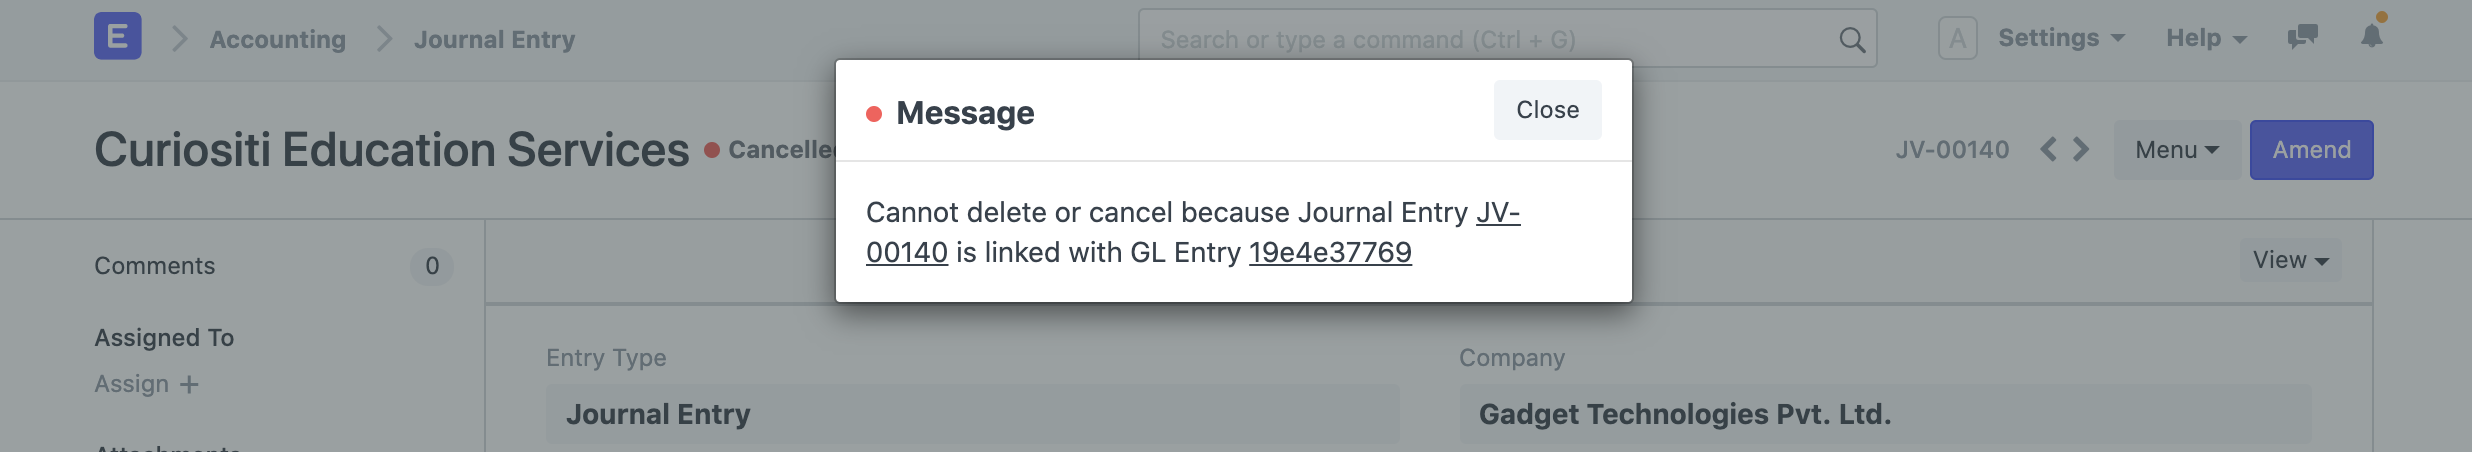 E Accounting Journal Entry Search or type a command (Ctrl + G) A Settings Help
Message Close
Curiositi Education Services JV-00140 Menu Amend
Cannot delete or cancel because Journal Entry JV-
00140 is linked with GL Entry 19e4e37769
Comments 0 View
Assigned To
Assign +
Entry Type Company
Journal Entry Gadget Technologies Pvt. Ltd.